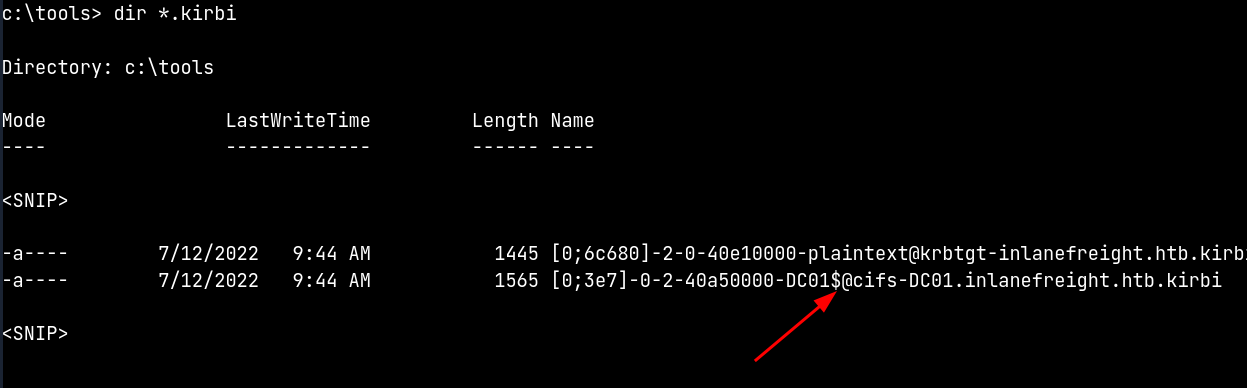 c:\tools> dir *.kirbi
Directory: c:\tools
Mode LastWriteTime Length Name
---- ------------- ------ ----
<SNIP>
-a---- 7/12/2022 9:44 AM 1445 [0;6c680]-2-0-40e10000-plaintext@krbtgt-inlanefreight.htb.kirbi
-a---- 7/12/2022 9:44 AM 1565 [0;3e7]-0-2-40a50000-DC01$@cifs-DC01.inlanefreight.htb.kirbi
<SNIP>